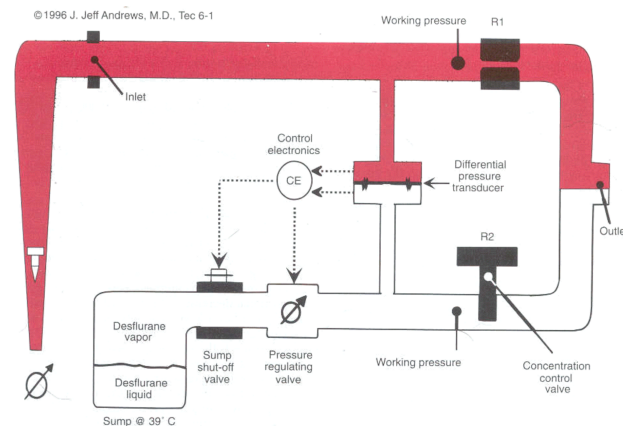 ©1996 J. Jeff Andrews, M.D., Tec 6-1
Working pressure
R1
Inlet
Control
electronics
CE
Differential
pressure
transducer
Outle
R2
Desflurane
vapor
Desflurane
liquid
Sump
shut-off
valve
Pressure
regulating
valve
Working pressure
Concentration
control
valve
Sump @ 39˚ C